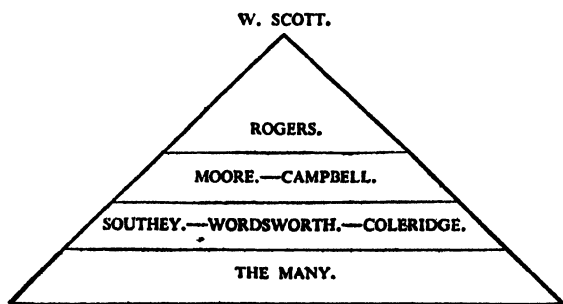 W. SCOTT.
ROGERS.
MOORE.—CAMPBELL.
SOUTHEY.—WORDSWORTH.—COLERIDGE.
THE MANY.